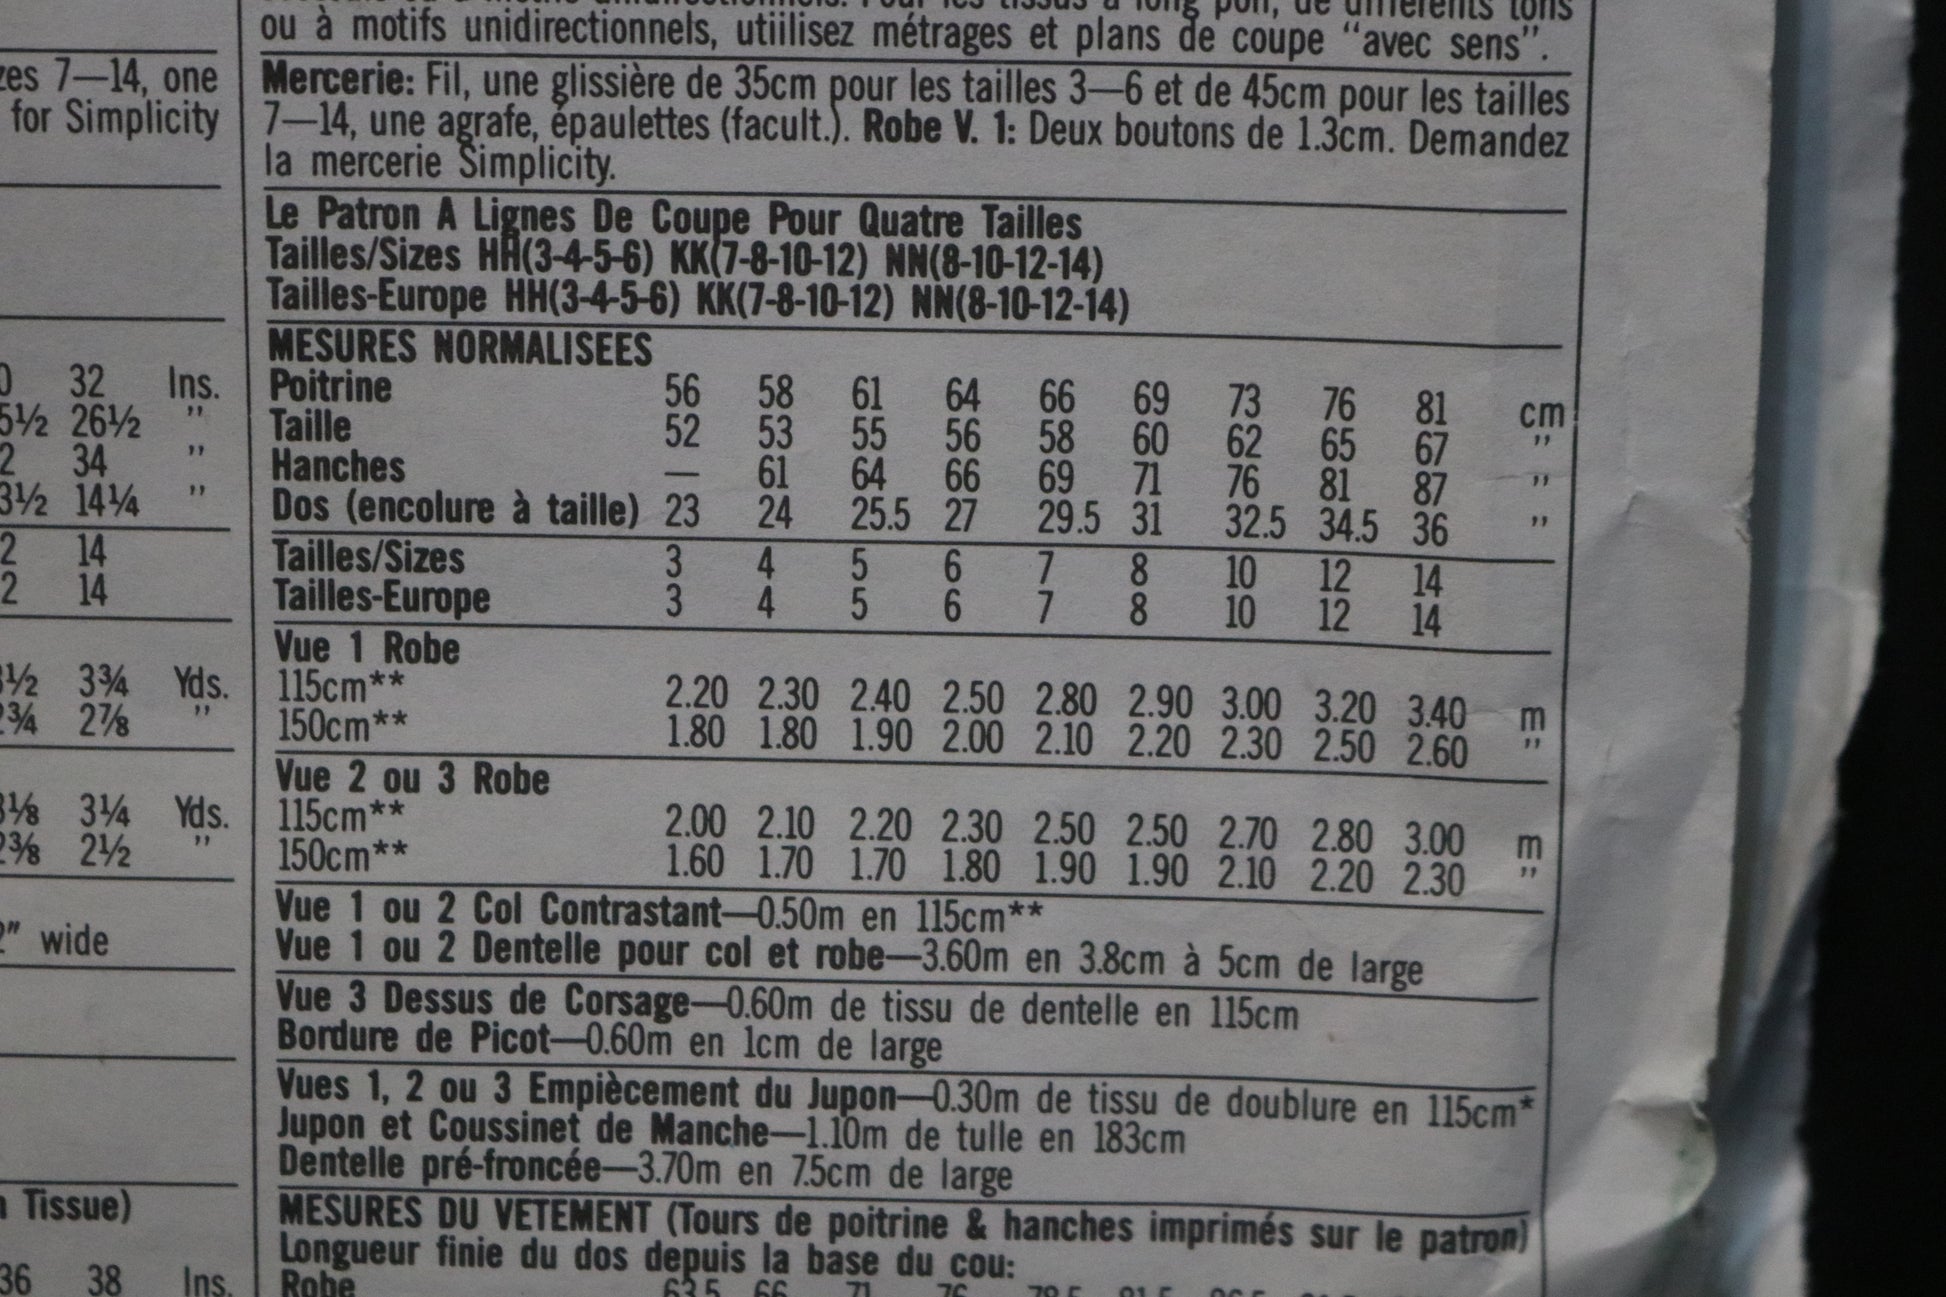 ou à motifs unidirectionnels, utiilisez métrages et plans de coupe "avec sens".
Mercerie: Fil, une glissière de 35cm pour les tailles 3—6 et de 45cm pour les tailles
7—14, une agrafe, épaulettes (facult.). Robe V. 1: Deux boutons de 1.3cm. Demandez
la mercerie Simplicity.
Le Patron A Lignes De Coupe Pour Quatre Tailles
Tailles/Sizes HH(3-4-5-6) KK(7-8-10-12) NN(8-10-12-14)
Tailles-Europe HH(3-4-5-6) KK(7-8-10-12) NN(8-10-12-14)
MESURES NORMALISEES
Poitrine 56 58 61 64 66 69 73 76 81 cm
Taille 52 53 55 56 58 60 62 65 67 "
Hanches — 61 64 66 69 71 76 81 87 "
Dos (encolure à taille) 23 24 25.5 27 29.5 31 32.5 34.5 36 "
Tailles/Sizes 3 4 5 6 7 8 10 12 14
Tailles-Europe 3 4 5 6 7 8 10 12 14
Vue 1 Robe
115cm** 2.20 2.30 2.40 2.50 2.80 2.90 3.00 3.20 3.40 m
150cm** 1.80 1.80 1.90 2.00 2.10 2.20 2.30 2.50 2.60 "
Vue 2 ou 3 Robe
115cm** 2.00 2.10 2.20 2.30 2.50 2.50 2.70 2.80 3.00 m
150cm** 1.60 1.70 1.70 1.80 1.90 1.90 2.10 2.20 2.30 "
Vue 1 ou 2 Col Contrastant—0.50m en 115cm**
Vue 1 ou 2 Dentelle pour col et robe—3.60m en 3.8cm à 5cm de large
Vue 3 Dessus de Corsage—0.60m de tissu de dentelle en 115cm
Bordure de Picot—0.60m en 1cm de large
Vues 1, 2 ou 3 Empiècement du Jupon—0.30m de tissu de doublure en 115cm*
Jupon et Coussinet de Manche—1.10m de tulle en 183cm
Dentelle pré-froncée—3.70m en 7.5cm de large
MESURES DU VETEMENT (Tours de poitrine & hanches imprimés sur le patron)
Longueur finie du dos depuis la base du cou:
Robe 63.5 66 71 76
7—14, one
for Simplicity
32 Ins.
26½ "
34 "
14¼ "
14
14
3¾ Yds.
2⅞ "
3¼ Yds.
2½ "
wide
Tissue)
36 38 Ins.